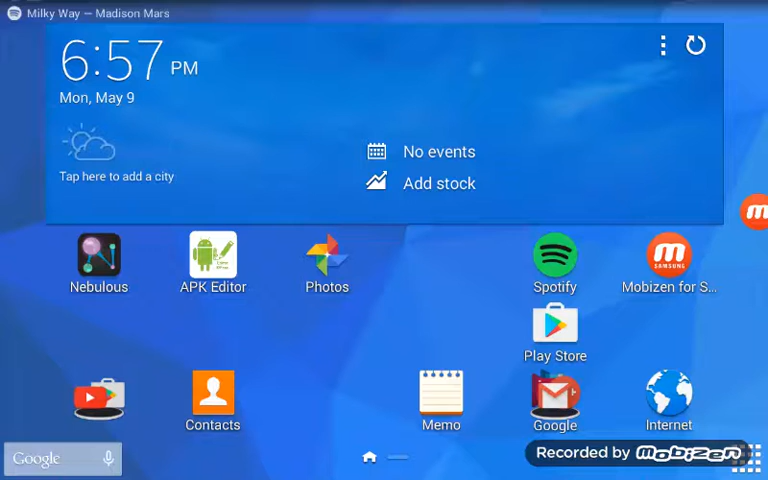 Milky Way — Madison Mars
6:57 PM
Mon, May 9
Tap here to add a city
No events
Add stock
Nebulous
APK Editor
Photos
Spotify
Mobizen for S...
SAMSUNG
Play Store
Contacts
Memo
Google
Internet
Google
Recorded by Mobizen